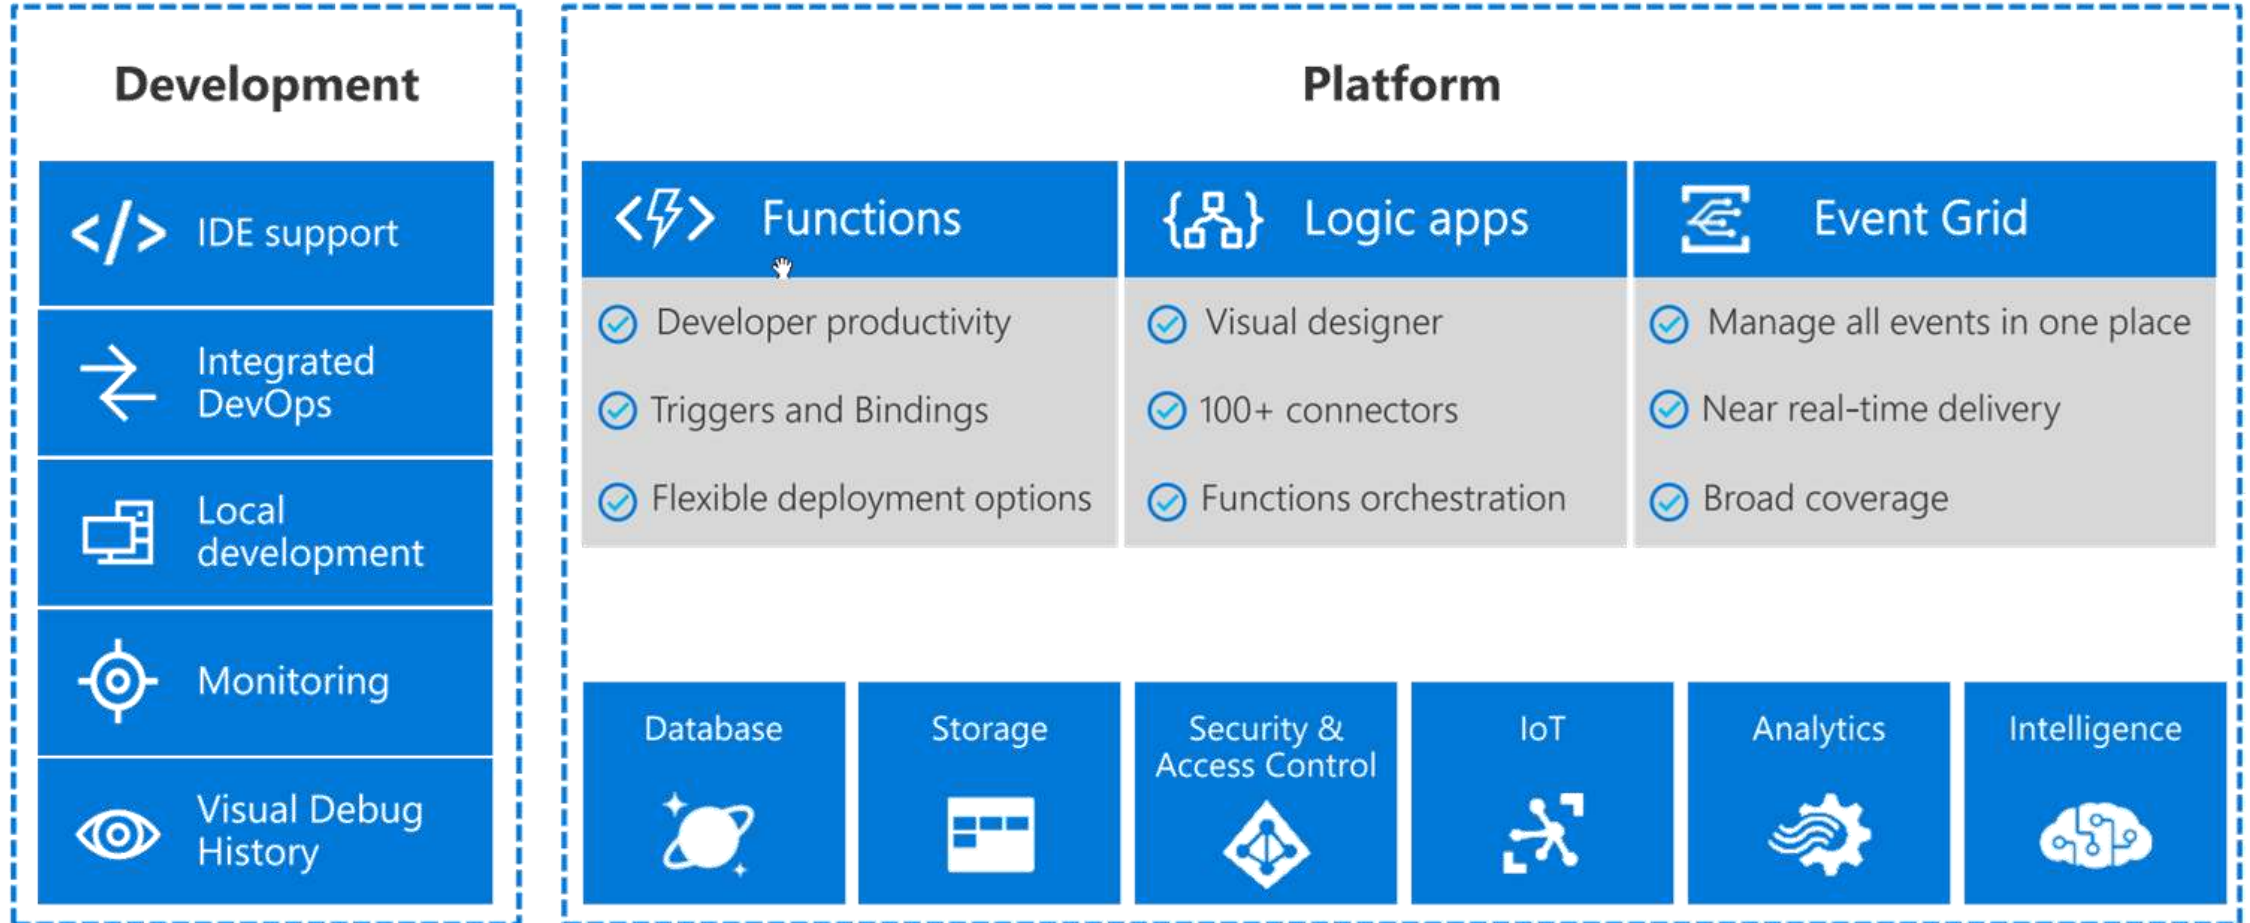 Development
IDE support
Integrated
DevOps
Local
development
Monitoring
Visual Debug
History
Platform
Functions
Developer productivity
Triggers and Bindings
Flexible deployment options
Logic apps
Visual designer
100+ connectors
Functions orchestration
Event Grid
Manage all events in one place
Near real-time delivery
Broad coverage
Database
Storage
Security &
Access Control
IoT
Analytics
Intelligence